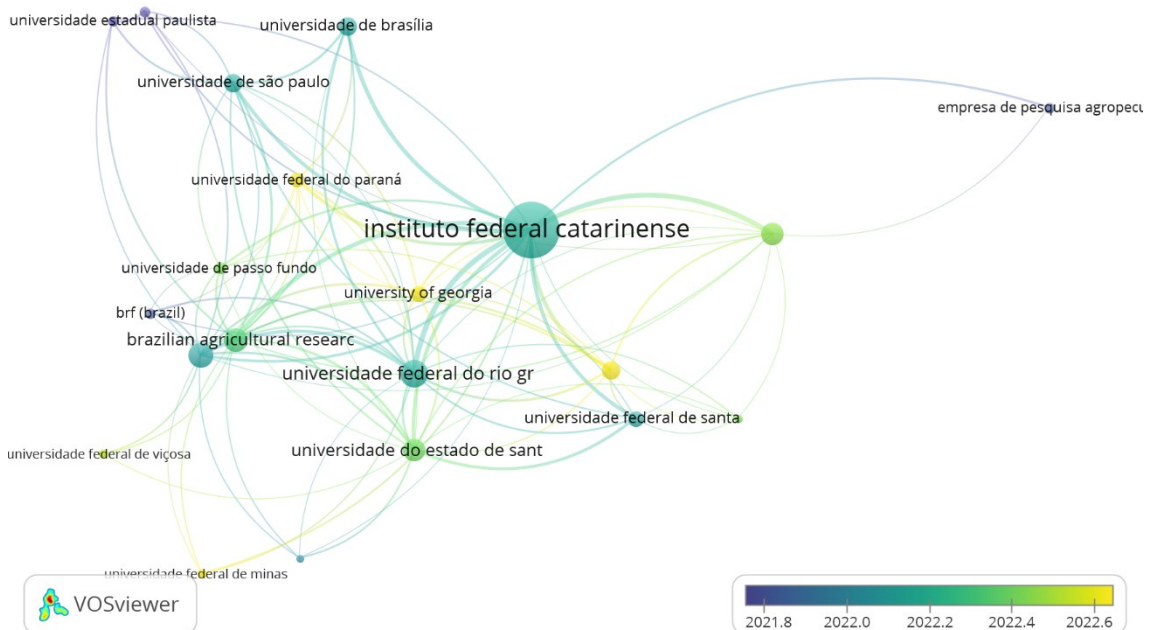 universidade estadual paulista
universidade de brasília
universidade de são paulo
empresa de pesquisa agropecu
universidade federal do paraná
instituto federal catarinense
universidade de passo fundo
university of georgia
brf (brazil)
brazilian agricultural researc
universidade federal do rio gr
universidade federal de santa
universidade do estado de sant
universidade federal de viçosa
universidade federal de minas
VOSviewer
2021.8 2022.0 2022.2 2022.4 2022.6